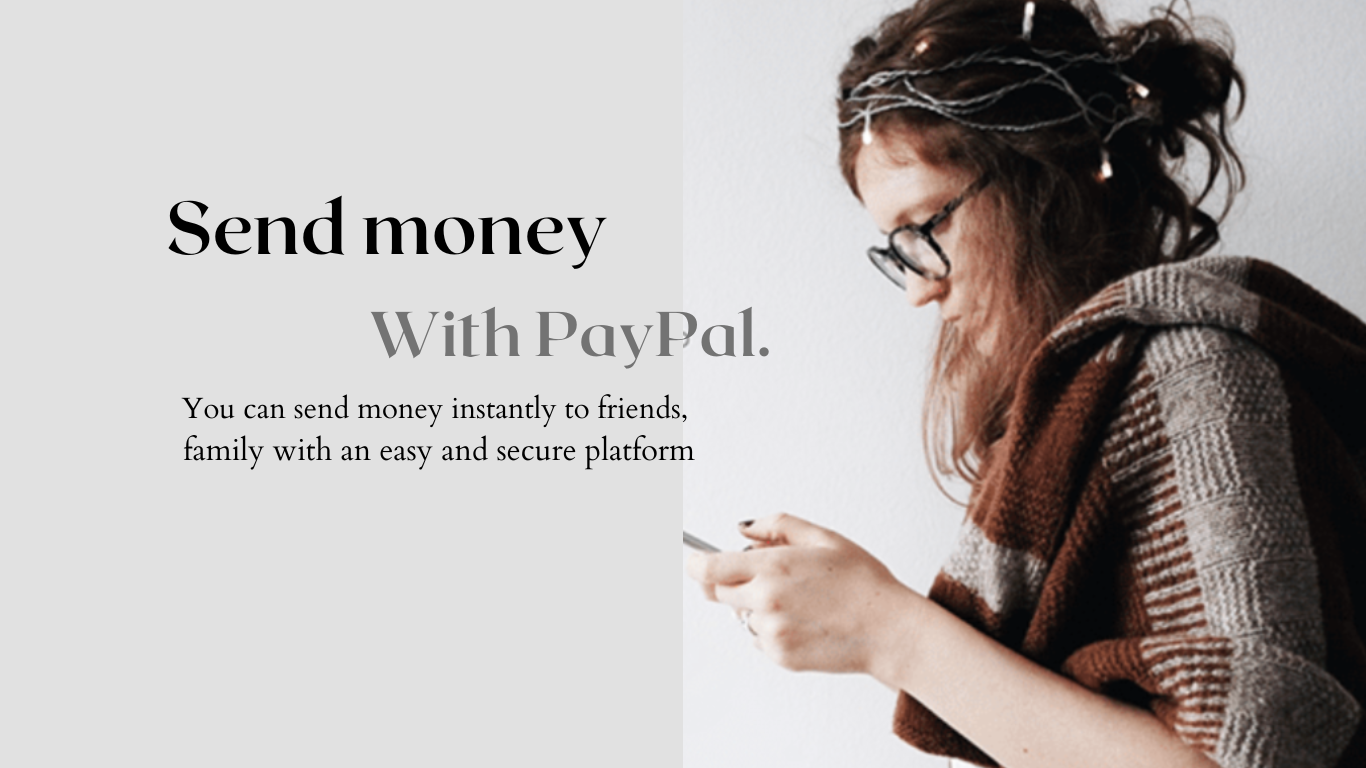 Send money
With PayPal.
You can send money instantly to friends,
family with an easy and secure platform